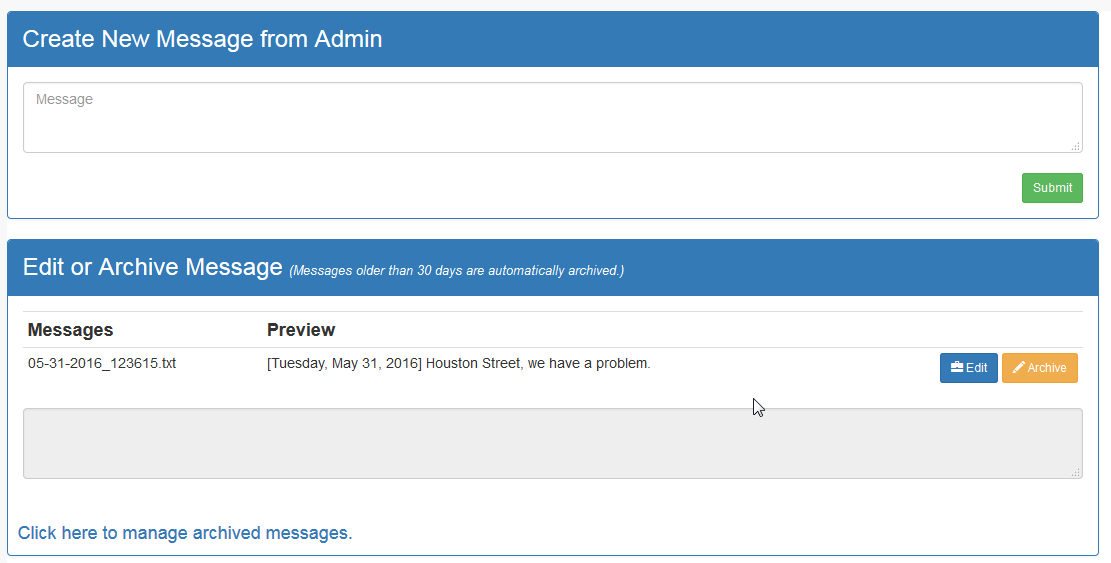 Create New Message from Admin
Message
Submit
Edit or Archive Message (Messages older than 30 days are automatically archived.)
Messages Preview
05-31-2016_123615.txt [Tuesday, May 31, 2016] Houston Street, we have a problem. Edit Archive
Click here to manage archived messages.